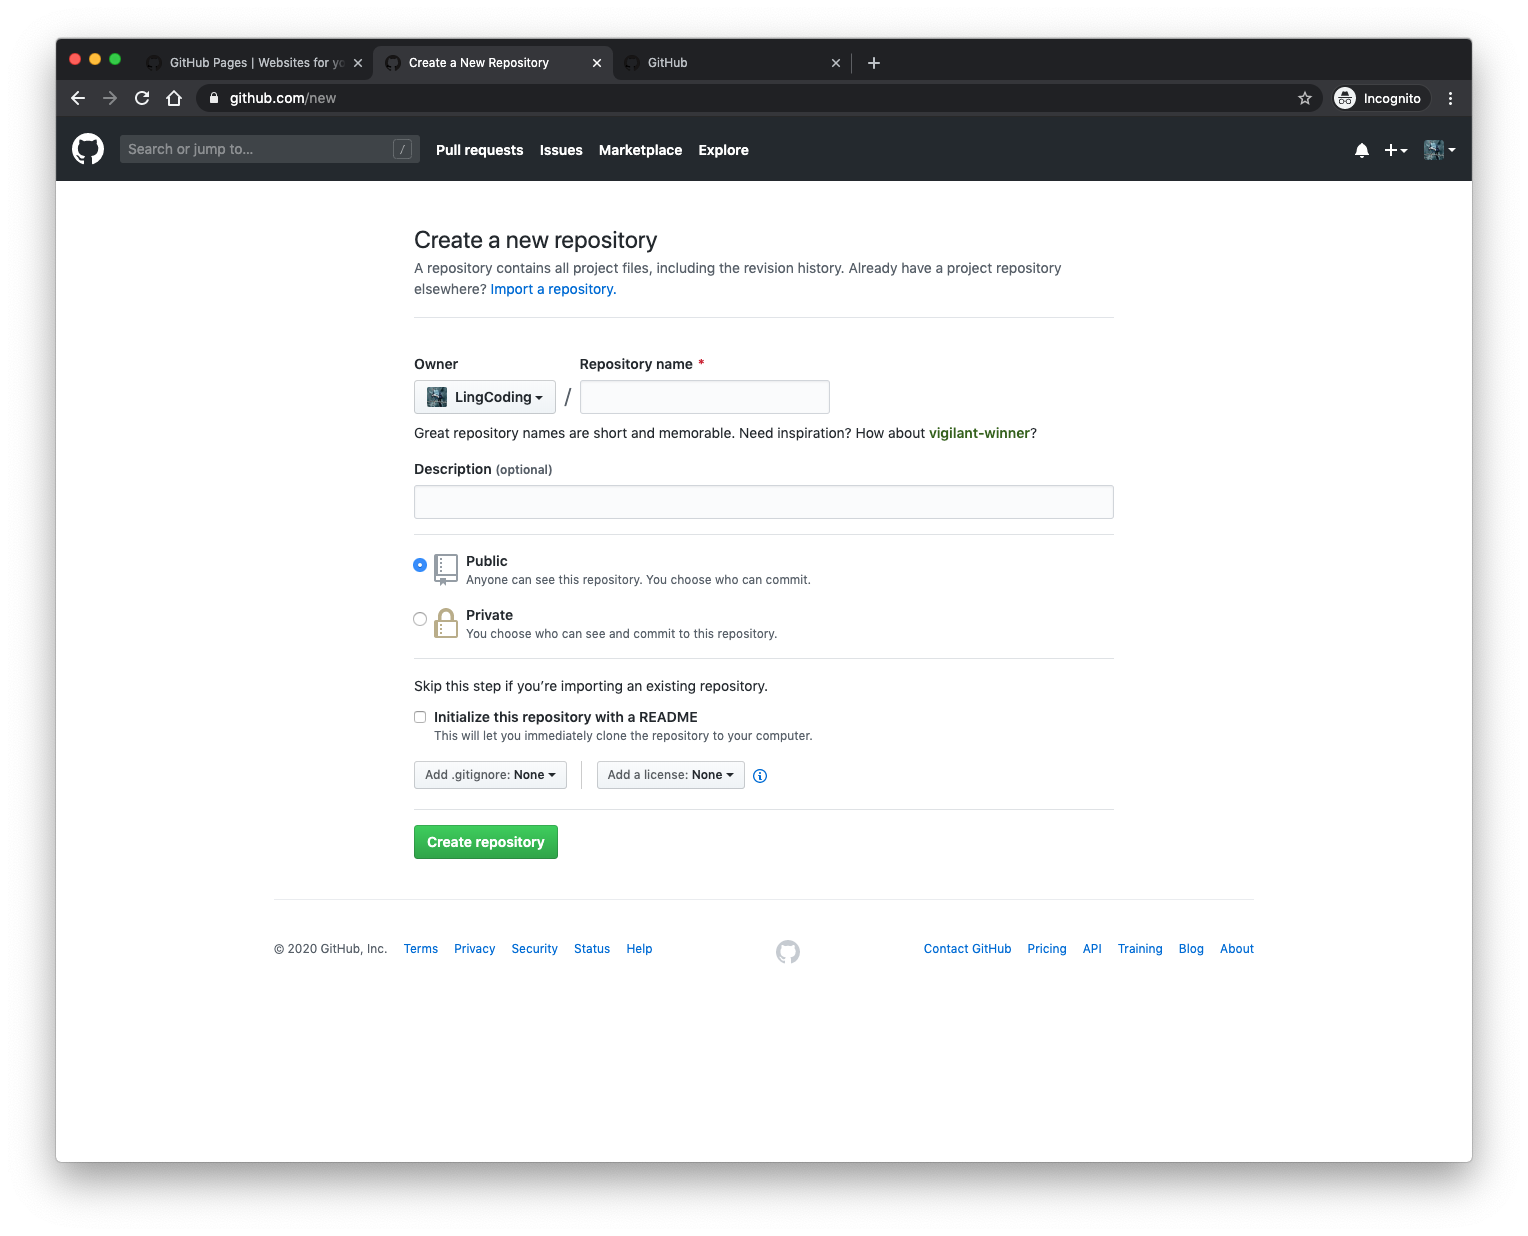 GitHub Pages | Websites for yo
Create a New Repository
GitHub
github.com/new
Incognito
Search or jump to...
/
Pull requests
Issues
Marketplace
Explore
Create a new repository
A repository contains all project files, including the revision history. Already have a project repository
elsewhere? Import a repository.
Owner
Repository name *
LingCoding
/
Great repository names are short and memorable. Need inspiration? How about vigilant-winner?
Description (optional)
Public
Anyone can see this repository. You choose who can commit.
Private
You choose who can see and commit to this repository.
Skip this step if you’re importing an existing repository.
Initialize this repository with a README
This will let you immediately clone the repository to your computer.
Add .gitignore: None
Add a license: None
Create repository
© 2020 GitHub, Inc.
Terms
Privacy
Security
Status
Help
Contact GitHub
Pricing
API
Training
Blog
About